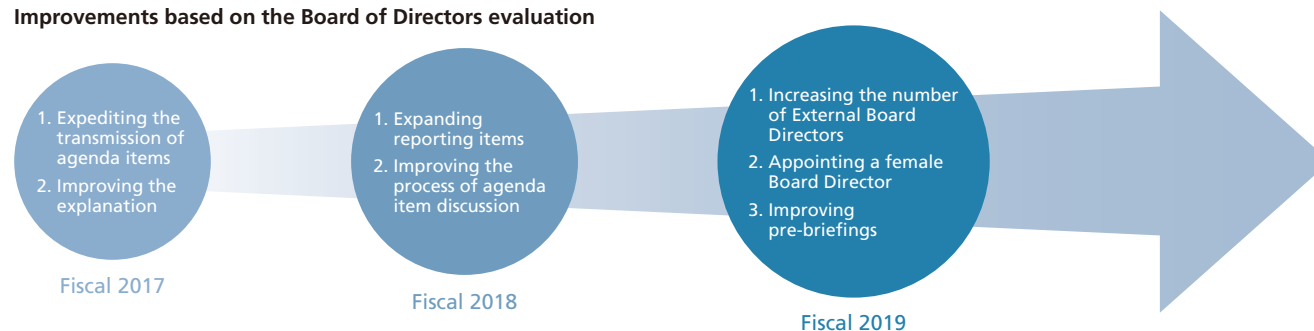 Improvements based on the Board of Directors evaluation
1. Expediting the
transmission of
agenda items
2. Improving the
explanation
Fiscal 2017
1. Expanding
reporting items
2. Improving the
process of agenda
item discussion
Fiscal 2018
1. Increasing the number
of External Board
Directors
2. Appointing a female
Board Director
3. Improving
pre-briefings
Fiscal 2019